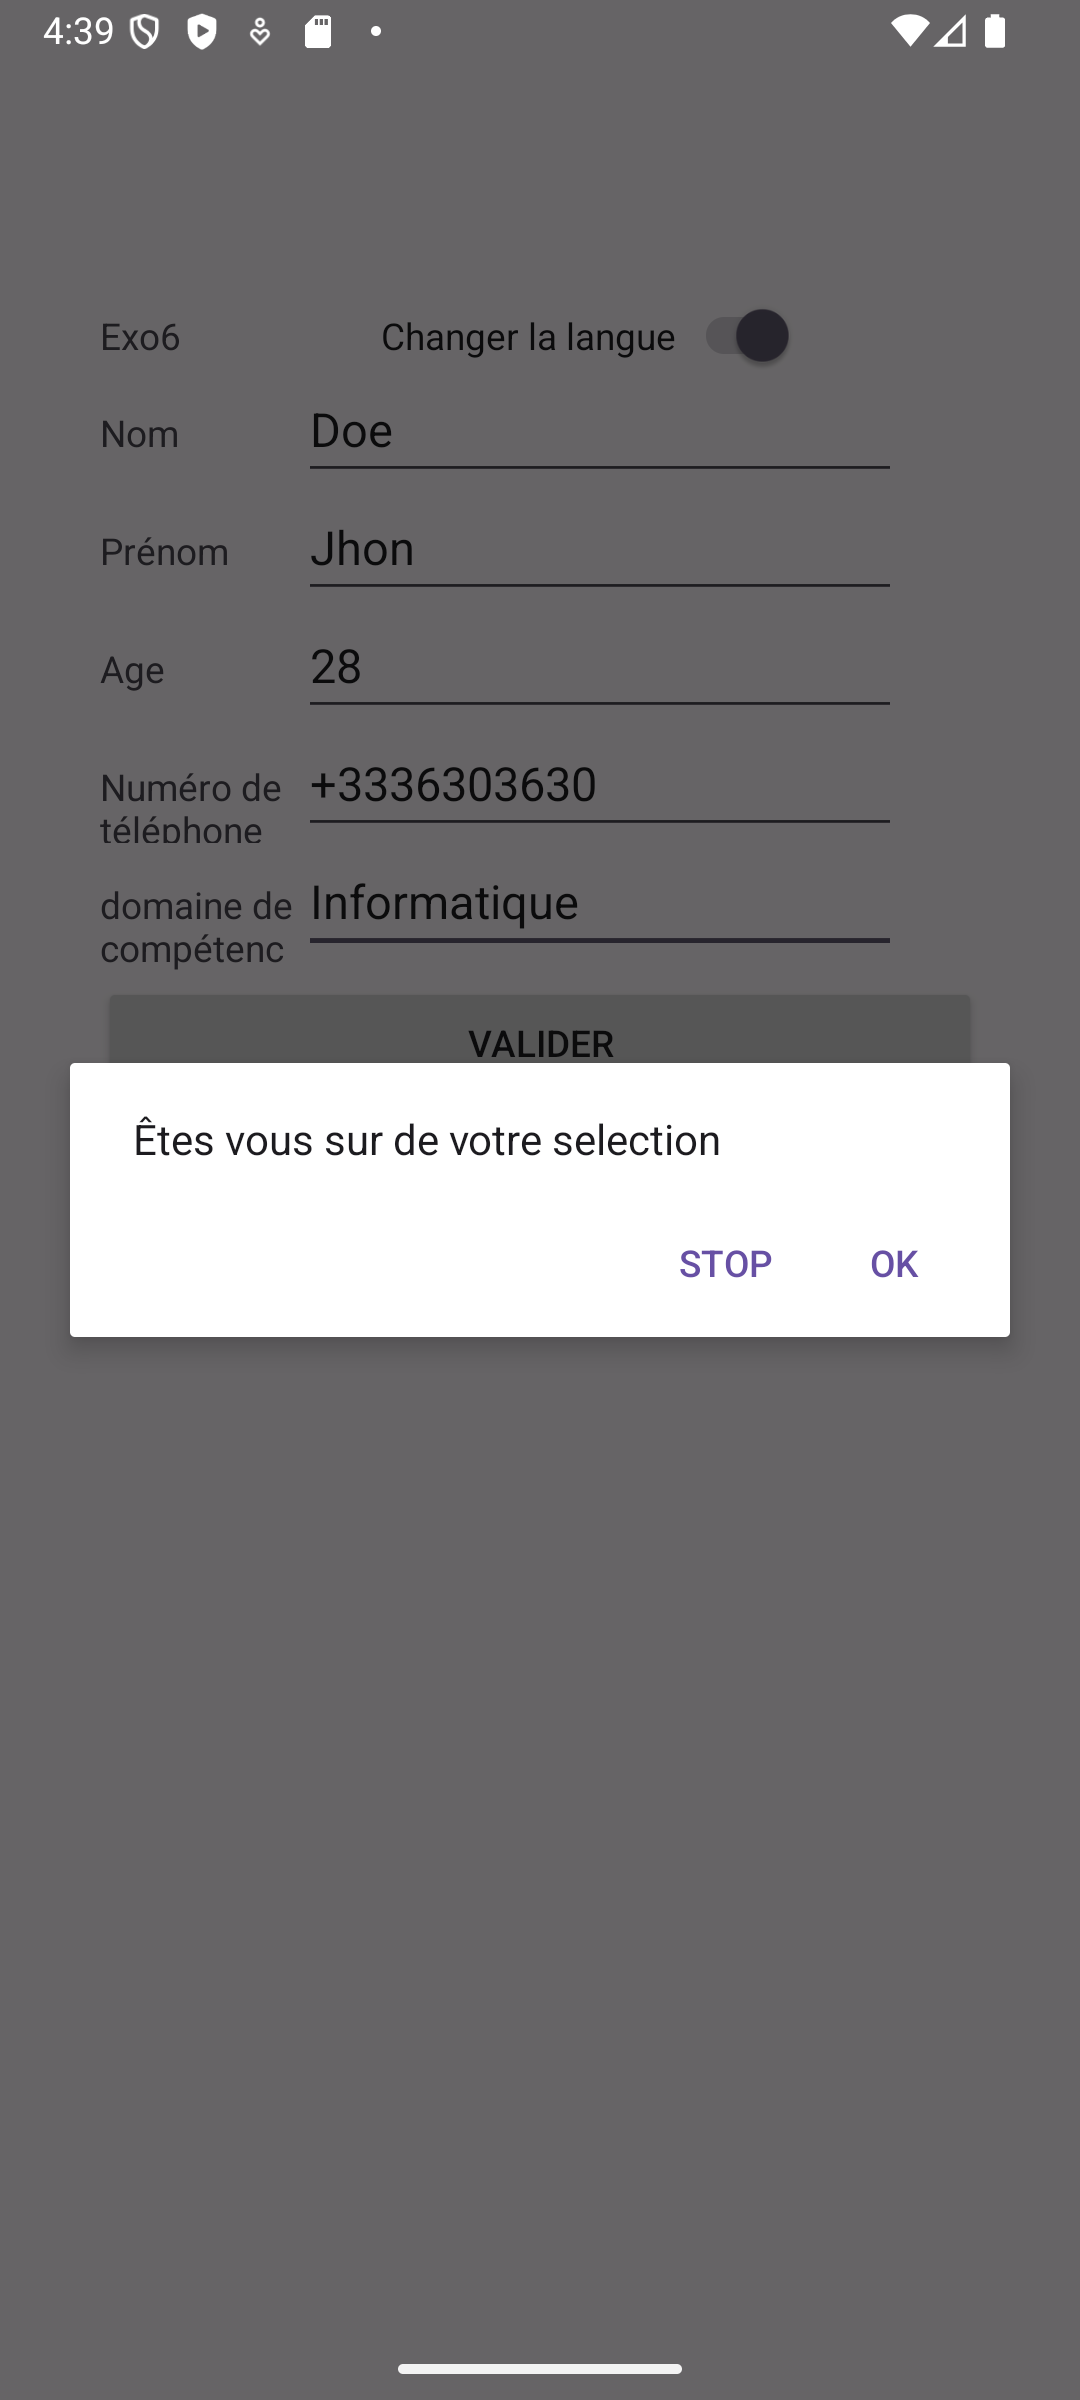 4:39
Exo6 Changer la langue
Nom Doe
Prénom Jhon
Age 28
Numéro de +3336303630
téléphone
domaine de Informatique
compétenc
VALIDER
Êtes vous sur de votre selection
STOP OK